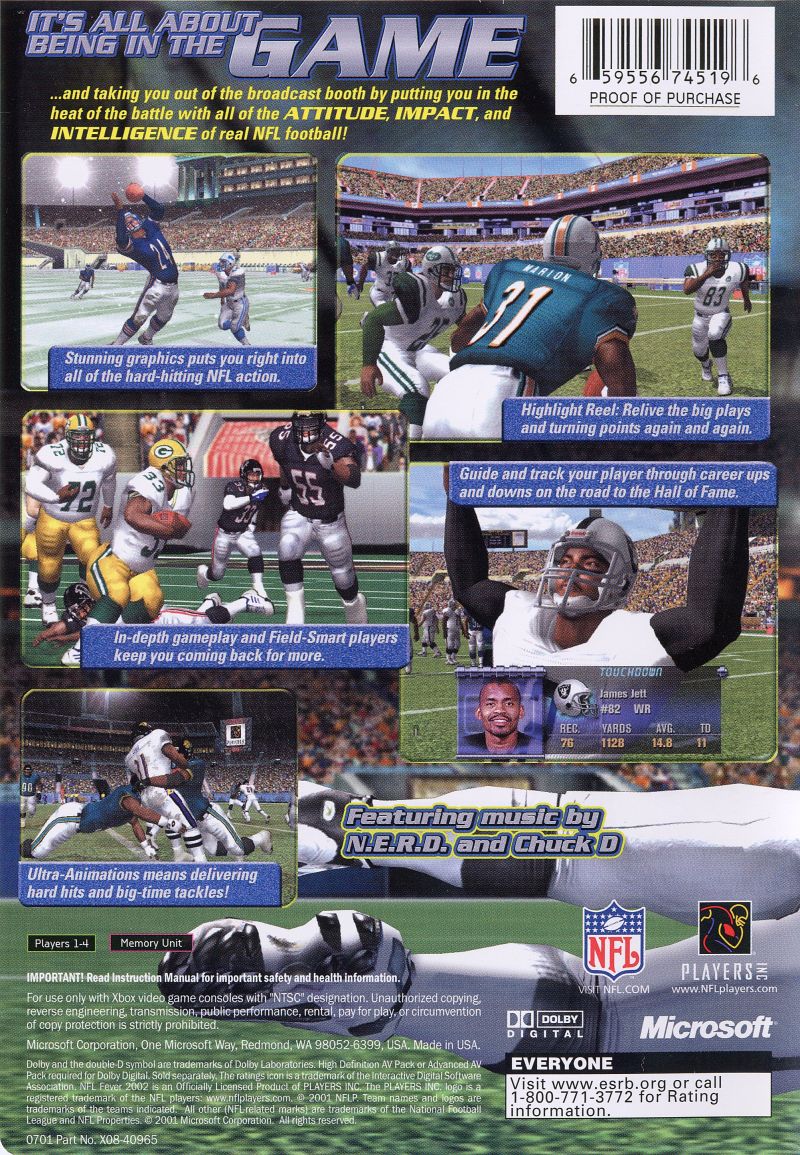 IT'S ALL ABOUT
BEING IN THE GAME
6 59556 74519 6
PROOF OF PURCHASE
...and taking you out of the broadcast booth by putting you in the
heat of the battle with all of the ATTITUDE, IMPACT, and
INTELLIGENCE of real NFL football!
24
MARION
31
83
Stunning graphics puts you right into
all of the hard-hitting NFL action.
Highlight Reel: Relive the big plays
and turning points again and again.
72
G
33
55
Guide and track your player through career ups
and downs on the road to the Hall of Fame.
In-depth gameplay and Field-Smart players
keep you coming back for more.
TOUCHDOWN
James Jett
#82 WR
REC. YARDS AVG. TD
76 1128 14.8 11
Ultra-Animations means delivering
hard hits and big-time tackles!
Featuring music by
N.E.R.D. and Chuck D
Players 1-4
Memory Unit
NFL
VISIT NFL.COM
PLAYERS INC
www.NFLplayers.com
IMPORTANT! Read Instruction Manual for important safety and health information.
For use only with Xbox video game consoles with "NTSC" designation. Unauthorized copying,
reverse engineering, transmission, public performance, rental, pay for play, or circumvention
of copy protection is strictly prohibited.
Microsoft Corporation, One Microsoft Way, Redmond, WA 98052-6399, USA. Made in USA.
Dolby and the double-D symbol are trademarks of Dolby Laboratories. High Definition AV Pack or Advanced AV
Pack required for Dolby Digital. Sold separately. The ratings icon is a trademark of the Interactive Digital Software
Association. NFL Fever 2002 is an Officially Licensed Product of PLAYERS INC. The PLAYERS INC. logo is a
registered trademark of the NFL players: www.nflplayers.com. © 2001 NFLP. Team names and logos are
trademarks of the teams indicated. All other (NFL-related marks) are trademarks of the National Football
League and NFL Properties. © 2001 Microsoft Corporation. All rights reserved.
0701 Part No. X08-40965
DOLBY
DIGITAL
Microsoft
EVERYONE
Visit www.esrb.org or call
1-800-771-3772 for Rating
information.